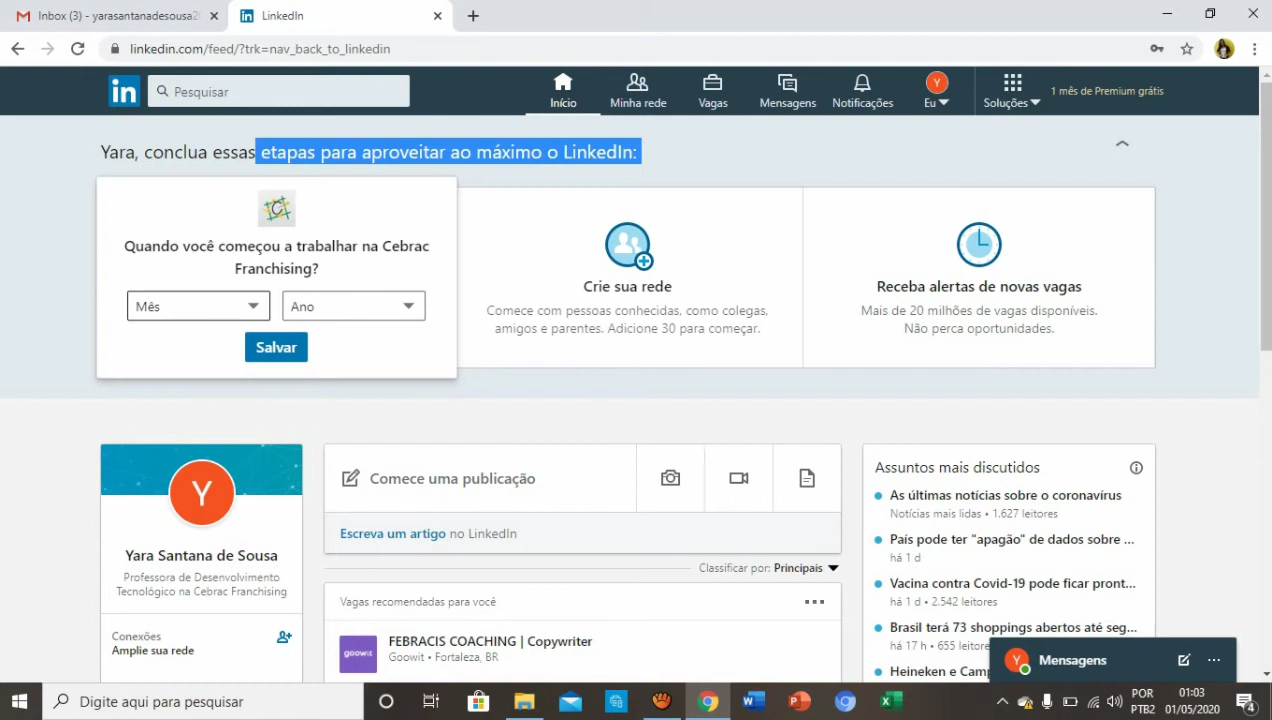 Inbox (3) - yarasantanadesousa2
LinkedIn
linkedin.com/feed/?trk=nav_back_to_linkedin
in
Pesquisar
Início
Minha rede
Vagas
Mensagens
Notificações
Y
Eu
Soluções
1 mês de Premium grátis
Yara, conclua essas etapas para aproveitar ao máximo o LinkedIn:
Quando você começou a trabalhar na Cebrac
Franchising?
Mês
Ano
Salvar
Crie sua rede
Comece com pessoas conhecidas, como colegas,
amigos e parentes. Adicione 30 para começar.
Receba alertas de novas vagas
Mais de 20 milhões de vagas disponíveis.
Não perca oportunidades.
Y
Yara Santana de Sousa
Professora de Desenvolvimento
Tecnológico na Cebrac Franchising
Conexões
Amplie sua rede
Comece uma publicação
Escreva um artigo no LinkedIn
Classificar por: Principais
Vagas recomendadas para você
goowit
FEBRACIS COACHING | Copywriter
Goowit • Fortaleza, BR
Assuntos mais discutidos
As últimas notícias sobre o coronavírus
Notícias mais lidas • 1.627 leitores
País pode ter "apagão" de dados sobre ...
há 1 d
Vacina contra Covid-19 pode ficar pront...
há 1 d • 2.542 leitores
Brasil terá 73 shoppings abertos até seg...
há 17 h • 655 leitores
Heineken e Camp
Y
Mensagens
Digite aqui para pesquisar
POR
PTB2
01:03
01/05/2020
4